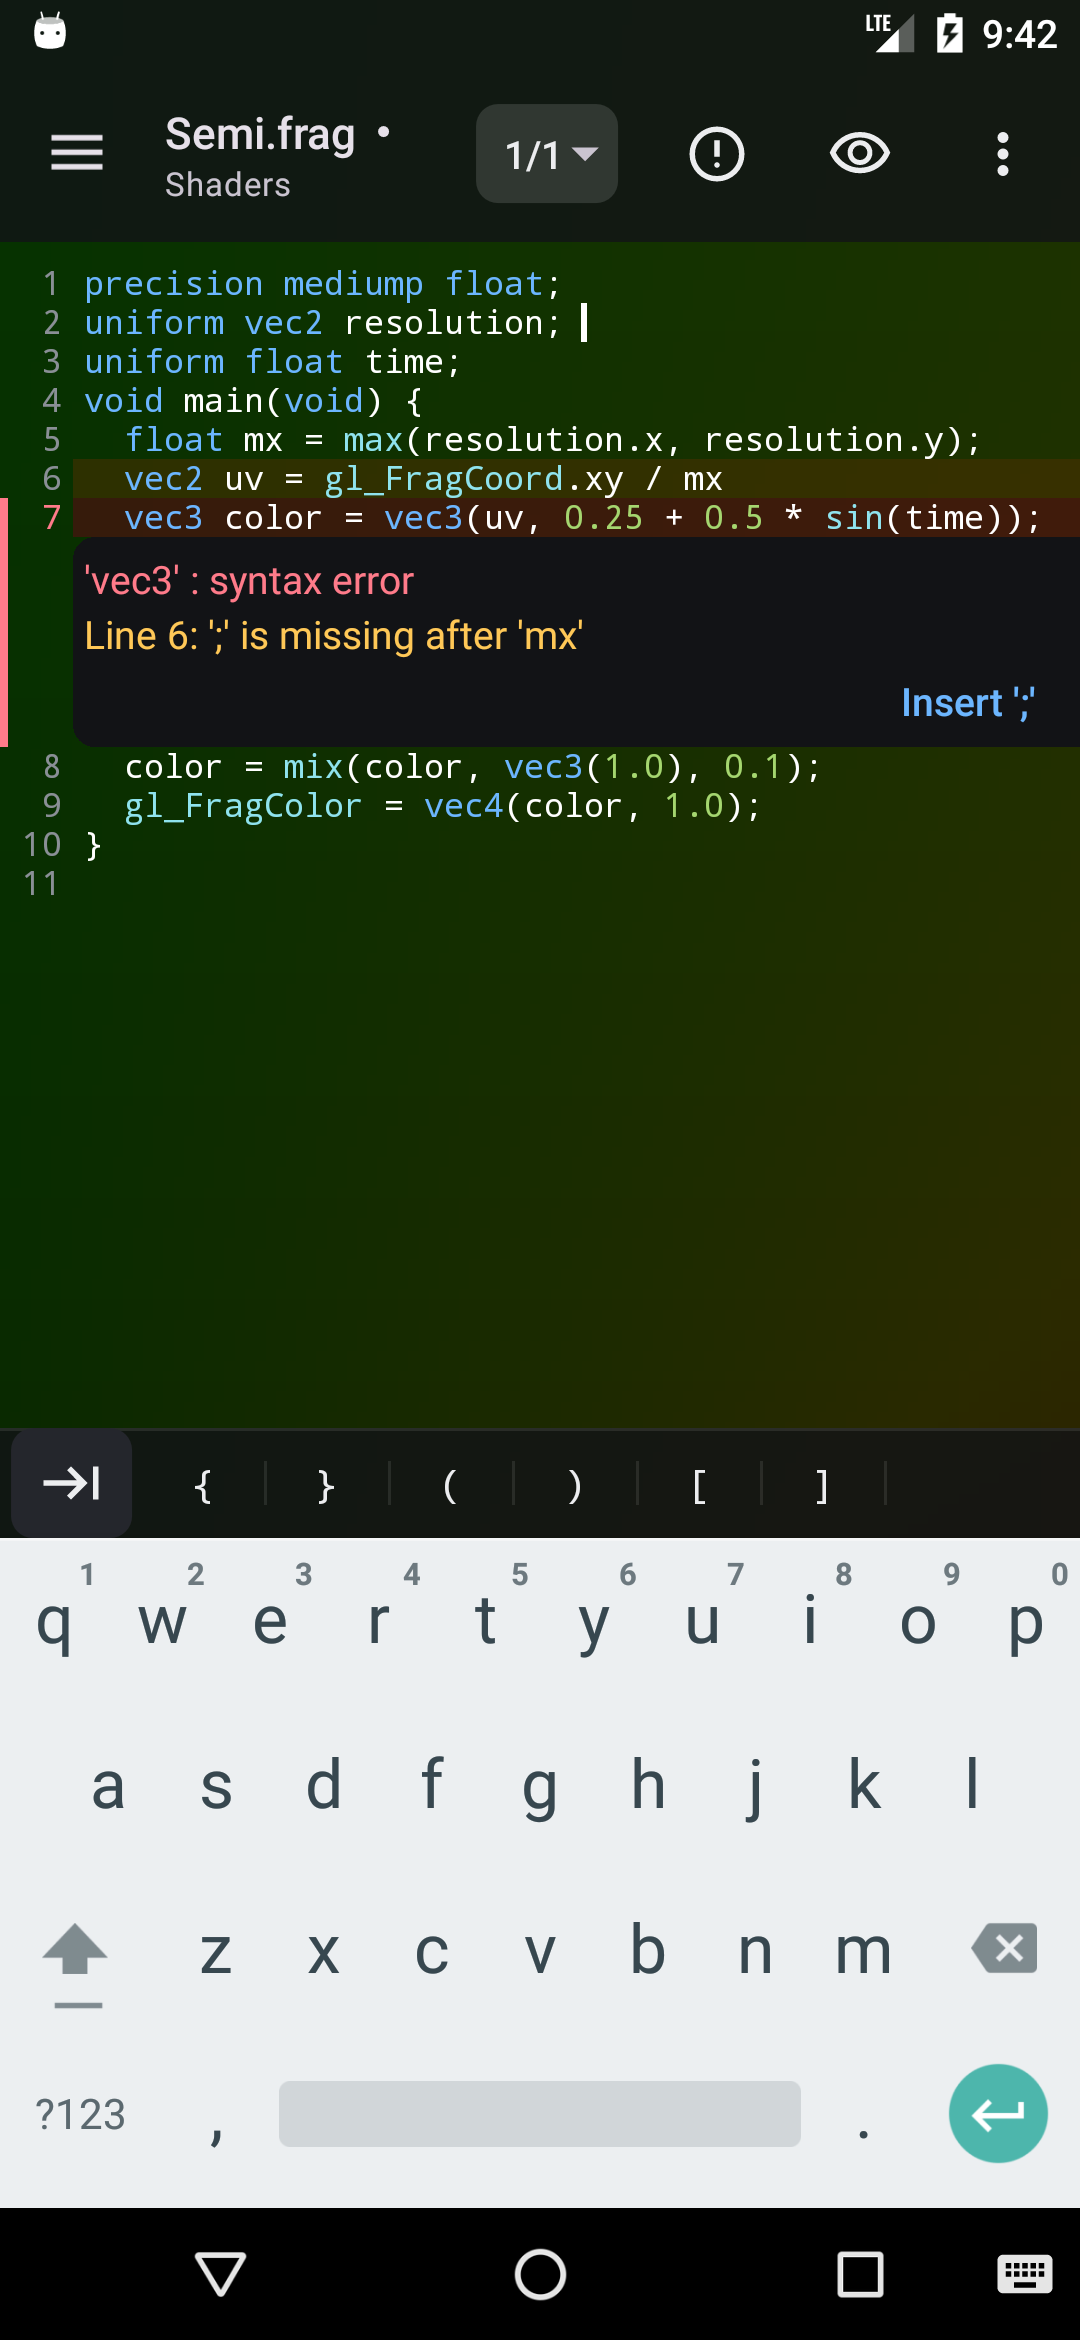 LTE 9:42
Semi.frag •
Shaders
1/1
1 precision mediump float;
2 uniform vec2 resolution;
3 uniform float time;
4 void main(void) {
5 float mx = max(resolution.x, resolution.y);
6 vec2 uv = gl_FragCoord.xy / mx
7 vec3 color = vec3(uv, 0.25 + 0.5 * sin(time));
'vec3' : syntax error
Line 6: ';' is missing after 'mx'
Insert ';'
8 color = mix(color, vec3(1.0), 0.1);
9 gl_FragColor = vec4(color, 1.0);
10 }
11
{ } ( ) [ ]
1 2 3 4 5 6 7 8 9 0
q w e r t y u i o p
a s d f g h j k l
z x c v b n m
?123 , .